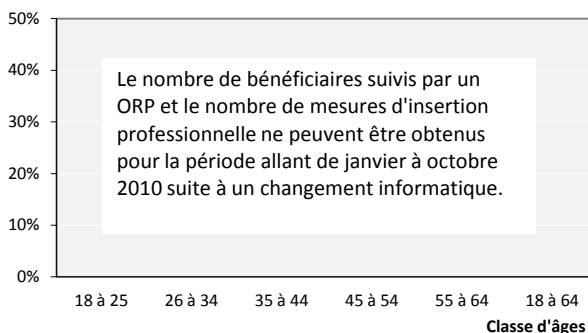 50%
40%
30%
20%
10%
0%
Le nombre de bénéficiaires suivis par un
ORP et le nombre de mesures d'insertion
professionnelle ne peuvent être obtenus
pour la période allant de janvier à octobre
2010 suite à un changement informatique.
18 à 25 26 à 34 35 à 44 45 à 54 55 à 64 18 à 64
Classe d'âges